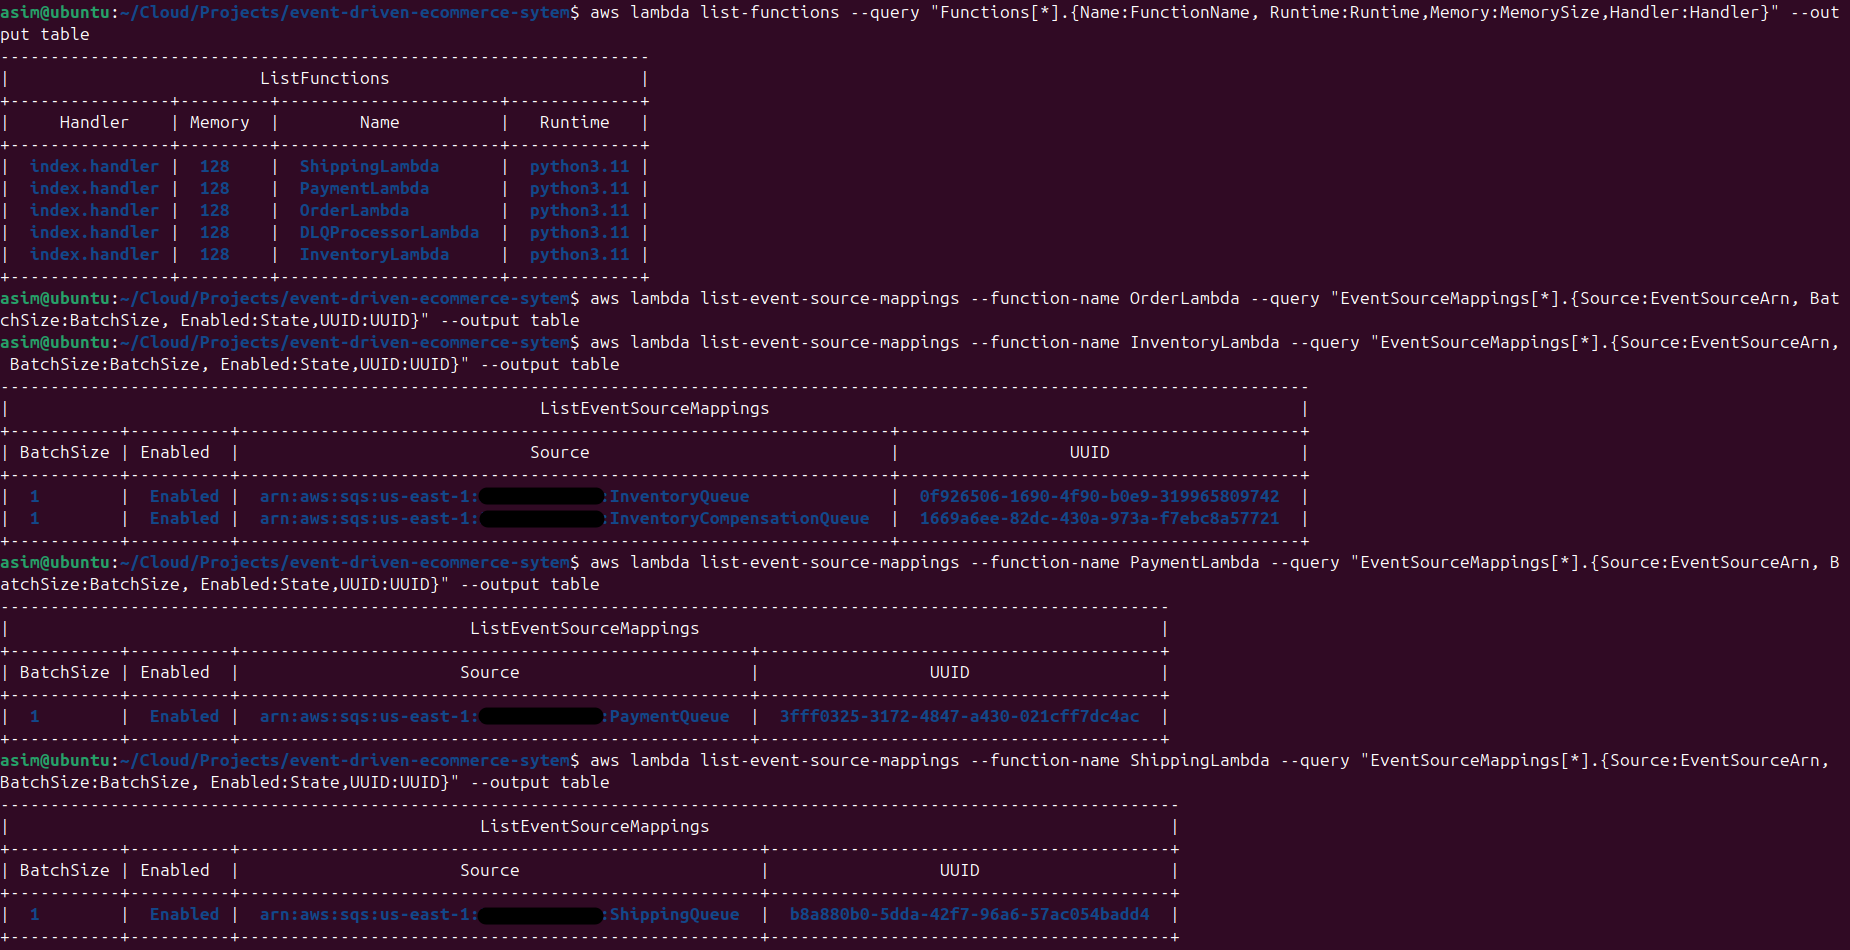 asim@ubuntu:~/Cloud/Projects/event-driven-ecommerce-sytem$ aws lambda list-functions --query "Functions[*].{Name:FunctionName, Runtime:Runtime,Memory:MemorySize,Handler:Handler}" --out
put table
-----------------------------------------------------------------
|                         ListFunctions                         |
+----------------+---------+----------------------+-------------+
|     Handler    | Memory  |        Name          |   Runtime   |
+----------------+---------+----------------------+-------------+
|  index.handler |  128    |  ShippingLambda      |  python3.11 |
|  index.handler |  128    |  PaymentLambda       |  python3.11 |
|  index.handler |  128    |  OrderLambda         |  python3.11 |
|  index.handler |  128    |  DLQProcessorLambda  |  python3.11 |
|  index.handler |  128    |  InventoryLambda     |  python3.11 |
+----------------+---------+----------------------+-------------+
asim@ubuntu:~/Cloud/Projects/event-driven-ecommerce-sytem$ aws lambda list-event-source-mappings --function-name OrderLambda --query "EventSourceMappings[*].{Source:EventSourceArn, Bat
chSize:BatchSize, Enabled:State,UUID:UUID}" --output table
asim@ubuntu:~/Cloud/Projects/event-driven-ecommerce-sytem$ aws lambda list-event-source-mappings --function-name InventoryLambda --query "EventSourceMappings[*].{Source:EventSourceArn,
 BatchSize:BatchSize, Enabled:State,UUID:UUID}" --output table
-----------------------------------------------------------------------------------------------------------------------------------
|                                                     ListEventSourceMappings                                                     |
+-----------+----------+-----------------------------------------------------------------+----------------------------------------+
| BatchSize | Enabled  |                             Source                              |                 UUID                   |
+-----------+----------+-----------------------------------------------------------------+----------------------------------------+
|  1        |  Enabled |  arn:aws:sqs:us-east-1: :InventoryQueue              |  0f926506-1690-4f90-b0e9-319965809742  |
|  1        |  Enabled |  arn:aws:sqs:us-east-1: :InventoryCompensationQueue  |  1669a6ee-82dc-430a-973a-f7ebc8a57721  |
+-----------+----------+-----------------------------------------------------------------+----------------------------------------+
asim@ubuntu:~/Cloud/Projects/event-driven-ecommerce-sytem$ aws lambda list-event-source-mappings --function-name PaymentLambda --query "EventSourceMappings[*].{Source:EventSourceArn, B
atchSize:BatchSize, Enabled:State,UUID:UUID}" --output table
---------------------------------------------------------------------------------------------------------------------
|                                              ListEventSourceMappings                                              |
+-----------+----------+---------------------------------------------------+----------------------------------------+
| BatchSize | Enabled  |                      Source                       |                 UUID                   |
+-----------+----------+---------------------------------------------------+----------------------------------------+
|  1        |  Enabled |  arn:aws:sqs:us-east-1: :PaymentQueue  |  3fff0325-3172-4847-a430-021cff7dc4ac  |
+-----------+----------+---------------------------------------------------+----------------------------------------+
asim@ubuntu:~/Cloud/Projects/event-driven-ecommerce-sytem$ aws lambda list-event-source-mappings --function-name ShippingLambda --query "EventSourceMappings[*].{Source:EventSourceArn,
BatchSize:BatchSize, Enabled:State,UUID:UUID}" --output table
----------------------------------------------------------------------------------------------------------------------
|                                               ListEventSourceMappings                                              |
+-----------+----------+----------------------------------------------------+----------------------------------------+
| BatchSize | Enabled  |                      Source                        |                 UUID                   |
+-----------+----------+----------------------------------------------------+----------------------------------------+
|  1        |  Enabled |  arn:aws:sqs:us-east-1: :ShippingQueue  |  b8a880b0-5dda-42f7-96a6-57ac054badd4  |
+-----------+----------+----------------------------------------------------+----------------------------------------+